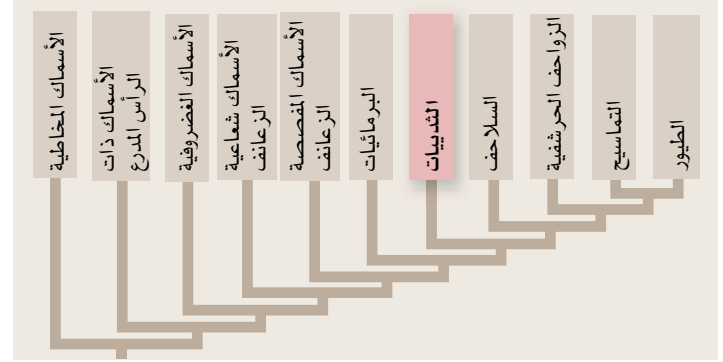 الطيور
التماسيح
الزواحف الحرشفية
السلاحف
الثدييات
البرمائيات
الأسماك المفصصة
الزعانف
الأسماك شعاعية
الزعانف
الأسماك الغضروفية
الأسماك ذات
الرأس المدرع
الأسماك المخاطية